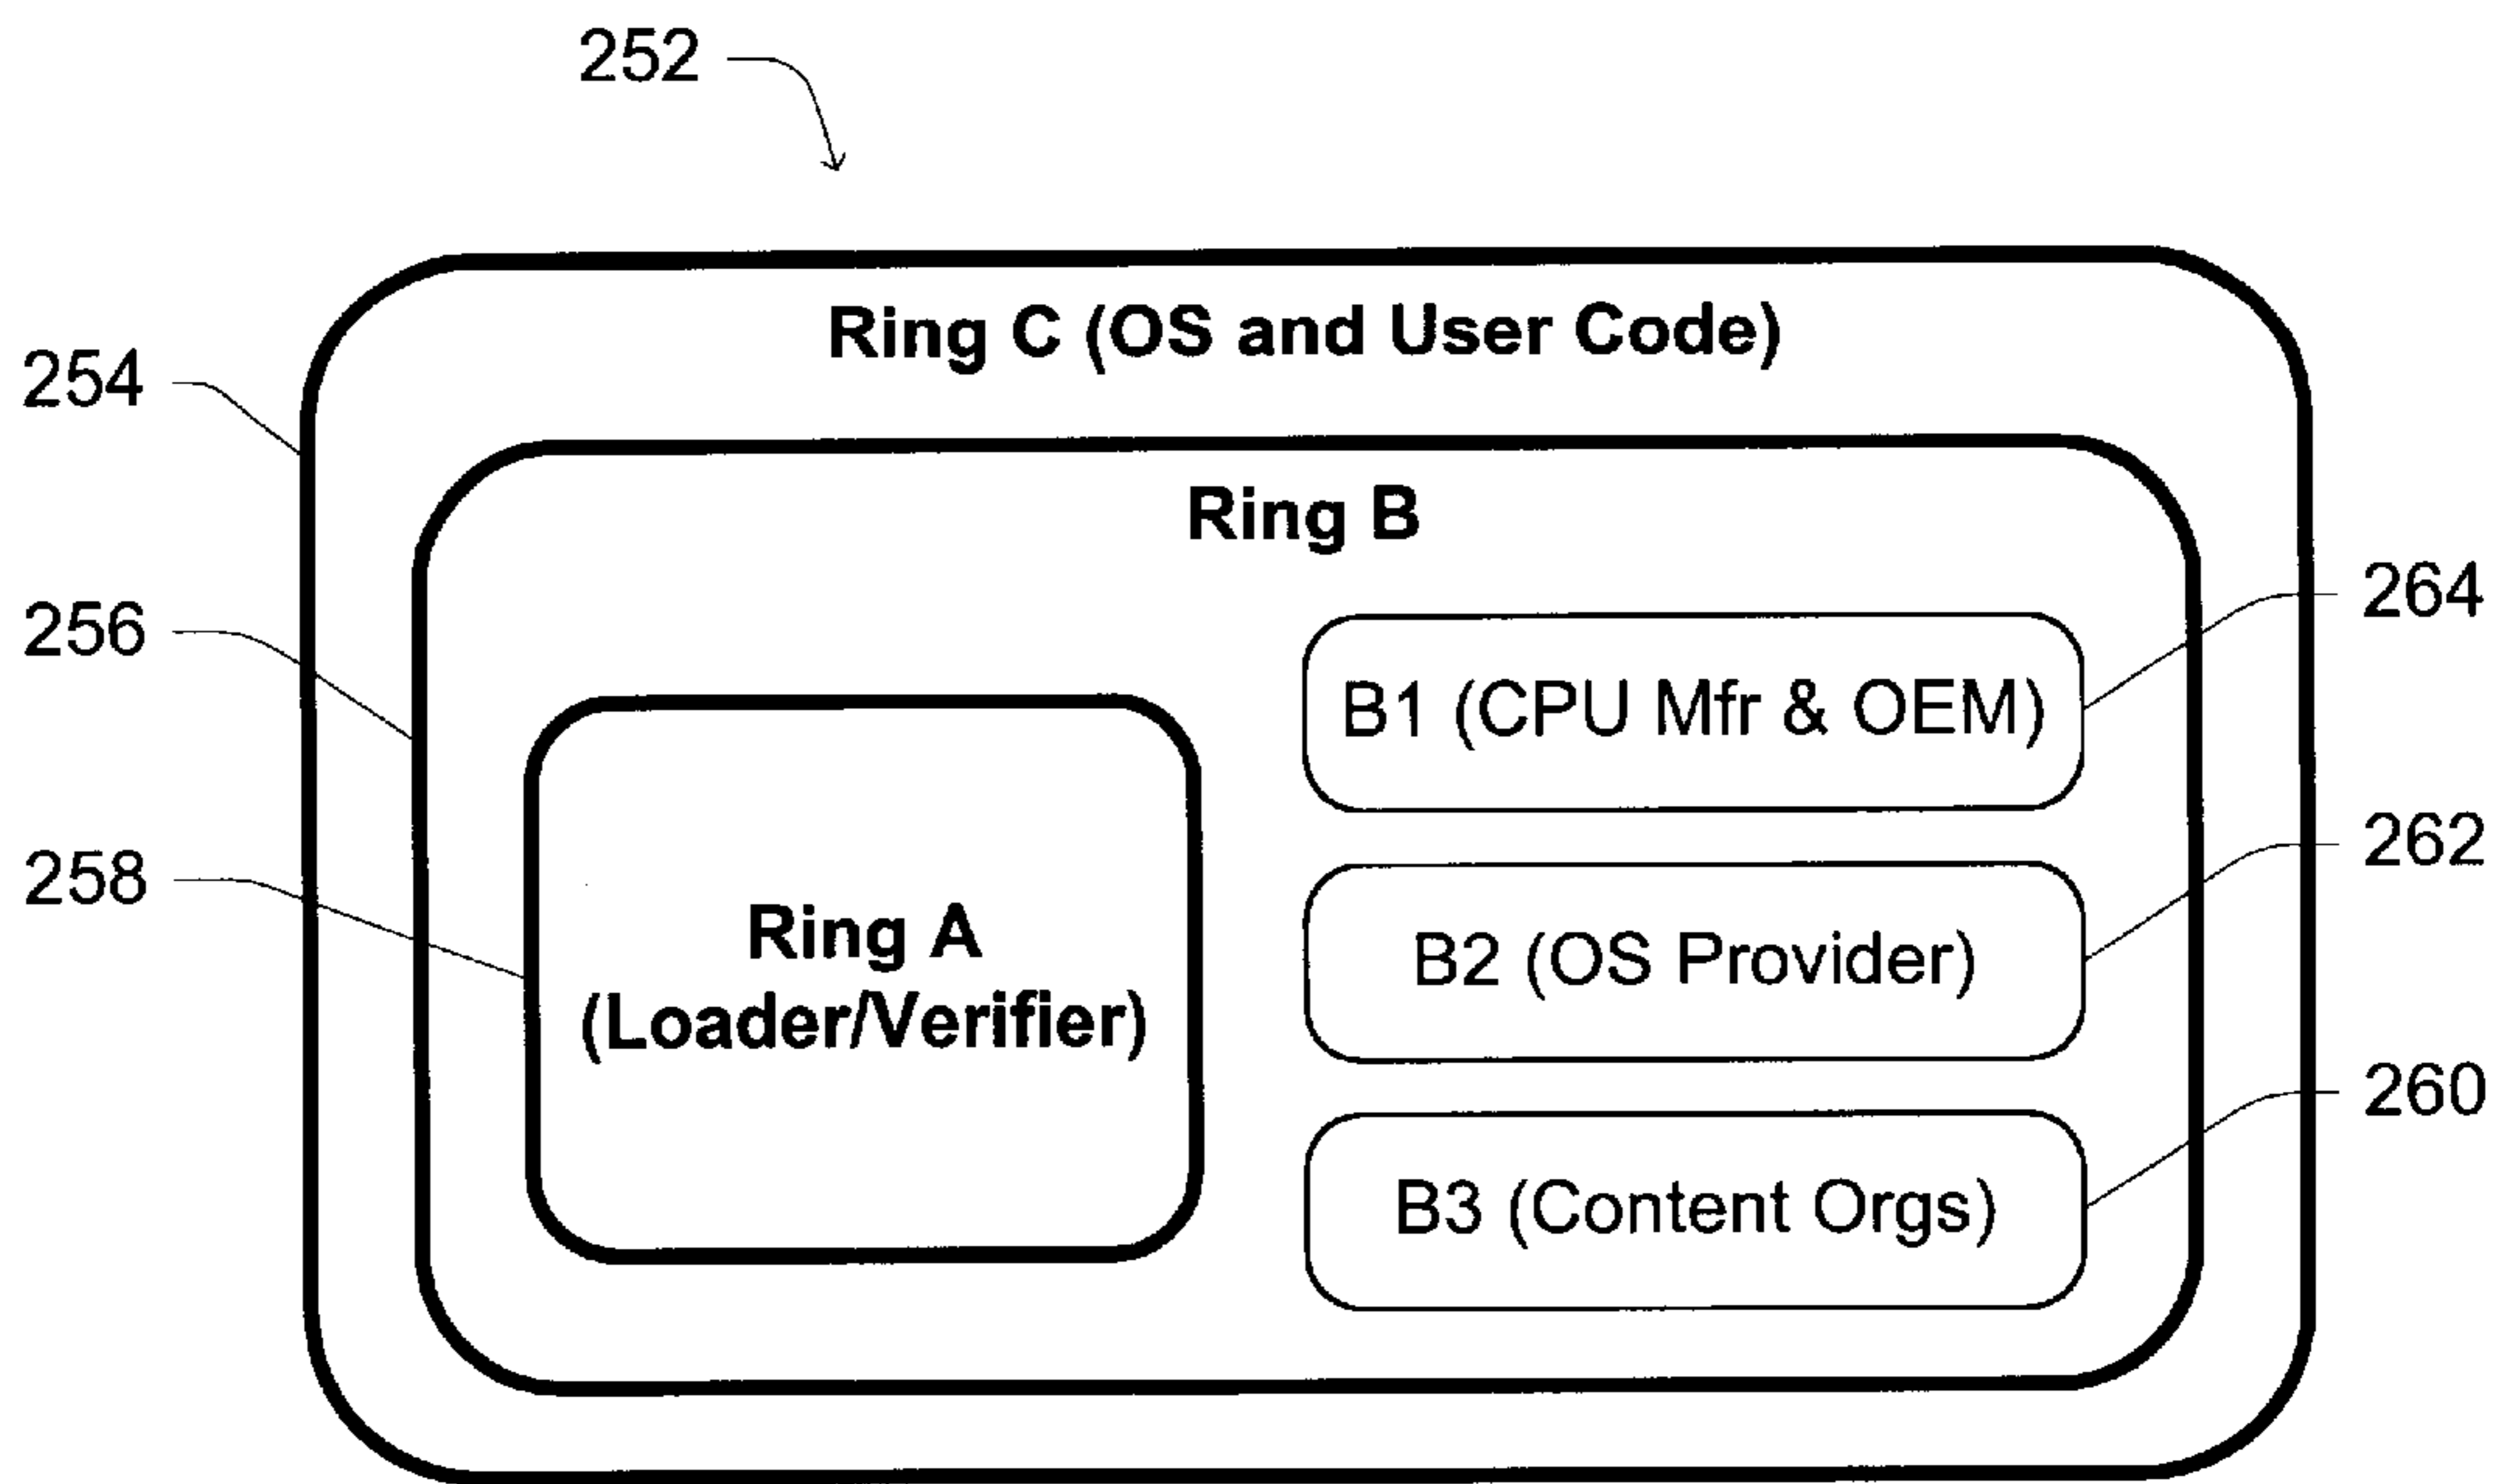 252
Ring C (OS and User Code)
254
Ring B
264
256
B1 (CPU Mfr & OEM)
262
258
Ring A
(Loader/Verifier)
B2 (OS Provider)
260
B3 (Content Orgs)